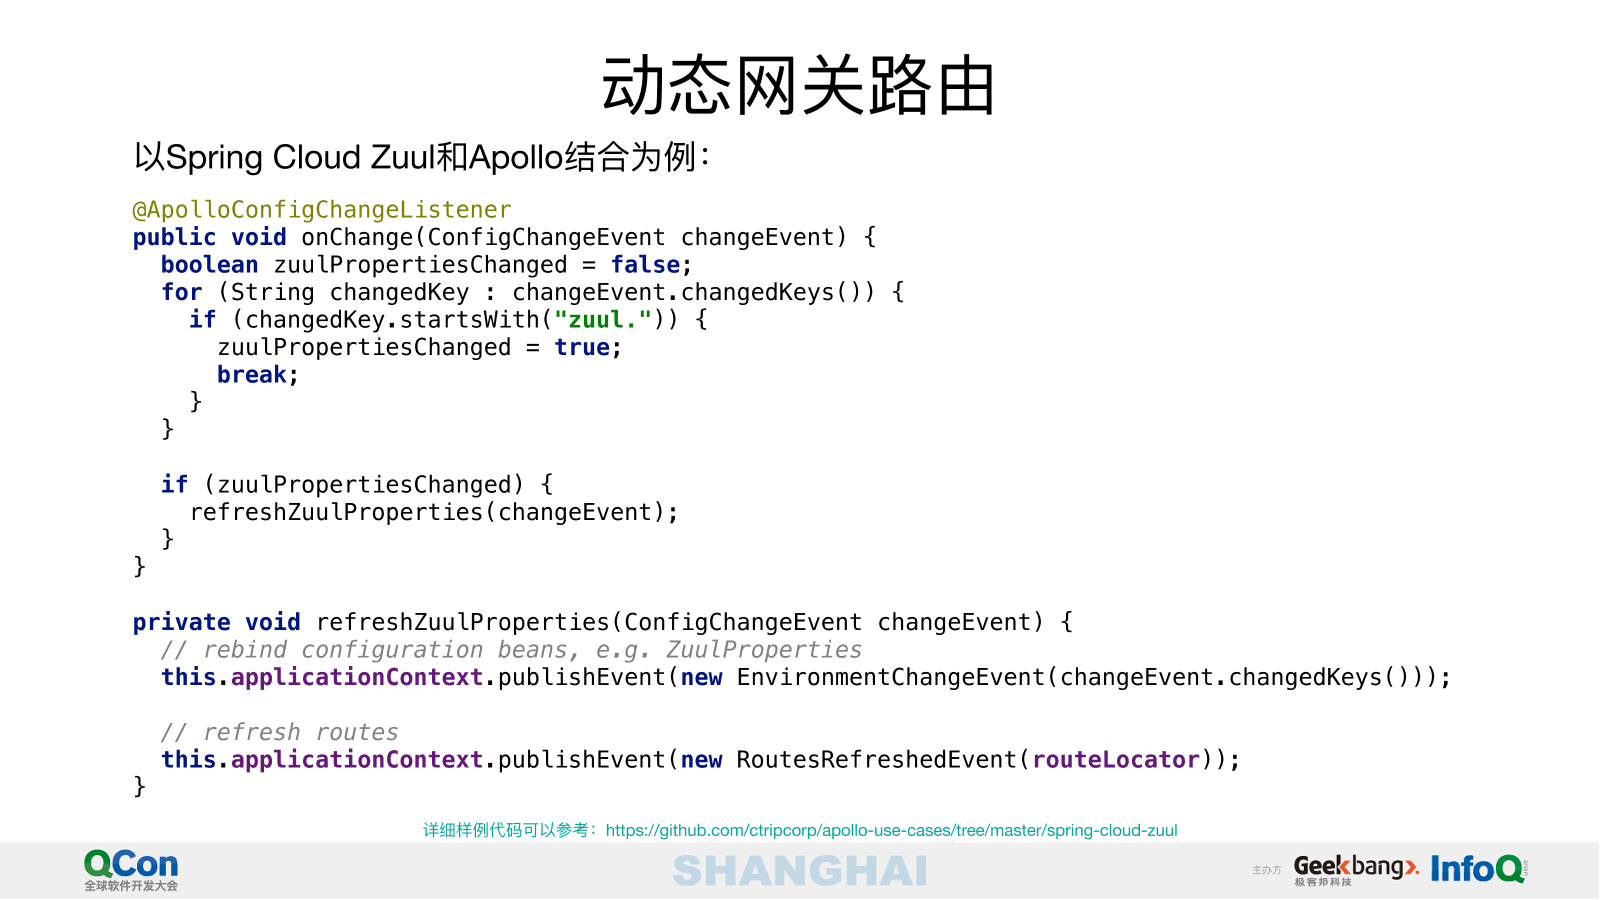 动态网关路由
以Spring Cloud Zuul和Apollo结合为例：
@ApolloConfigChangeListener
public void onChange(ConfigChangeEvent changeEvent) {
  boolean zuulPropertiesChanged = false;
  for (String changedKey : changeEvent.changedKeys()) {
    if (changedKey.startsWith("zuul.")) {
      zuulPropertiesChanged = true;
      break;
    }
  }
  if (zuulPropertiesChanged) {
    refreshZuulProperties(changeEvent);
  }
}
private void refreshZuulProperties(ConfigChangeEvent changeEvent) {
  // rebind configuration beans, e.g. ZuulProperties
  this.applicationContext.publishEvent(new EnvironmentChangeEvent(changeEvent.changedKeys()));
  // refresh routes
  this.applicationContext.publishEvent(new RoutesRefreshedEvent(routeLocator));
}
详细样例代码可以参考：https://github.com/ctripcorp/apollo-use-cases/tree/master/spring-cloud-zuul
QCon
全球软件开发大会
SHANGHAI
主办方
Geekbang>.
极客邦科技
InfoQ